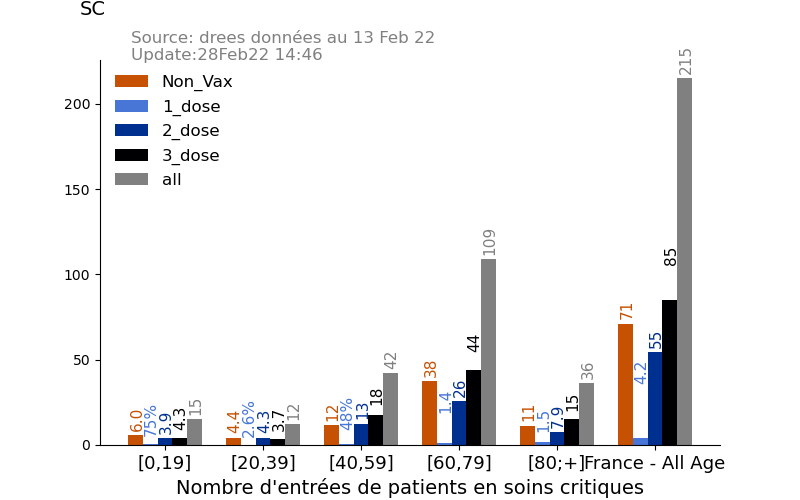 SC
Source: drees données au 13 Feb 22
Update:28Feb22 14:46
Non_Vax
1_dose
2_dose
3_dose
all
200
150
100
50
0
6.0 75% 3.9 4.3 15
4.4 2.6% 4.3 3.7 12
12 48% 13 18 42
38 1.4 26 44 109
11 1.5 7.9 15 36
71 4.2 55 85 215
[0,19] [20,39] [40,59] [60,79] [80;+] France - All Age
Nombre d'entrées de patients en soins critiques